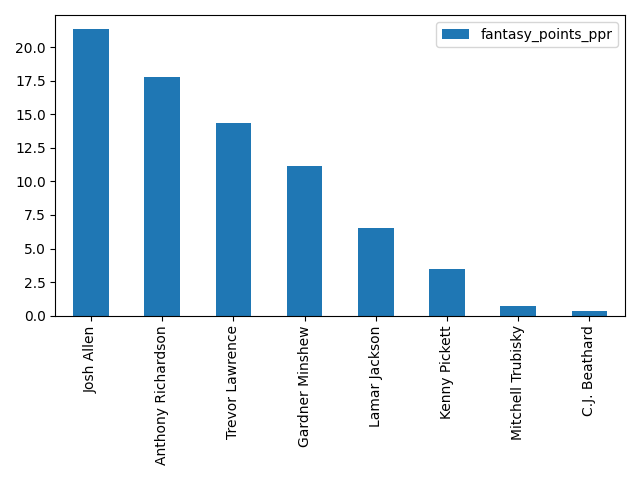 fantasy_points_ppr
20.0
17.5
15.0
12.5
10.0
7.5
5.0
2.5
0.0
Josh Allen
Anthony Richardson
Trevor Lawrence
Gardner Minshew
Lamar Jackson
Kenny Pickett
Mitchell Trubisky
C.J. Beathard